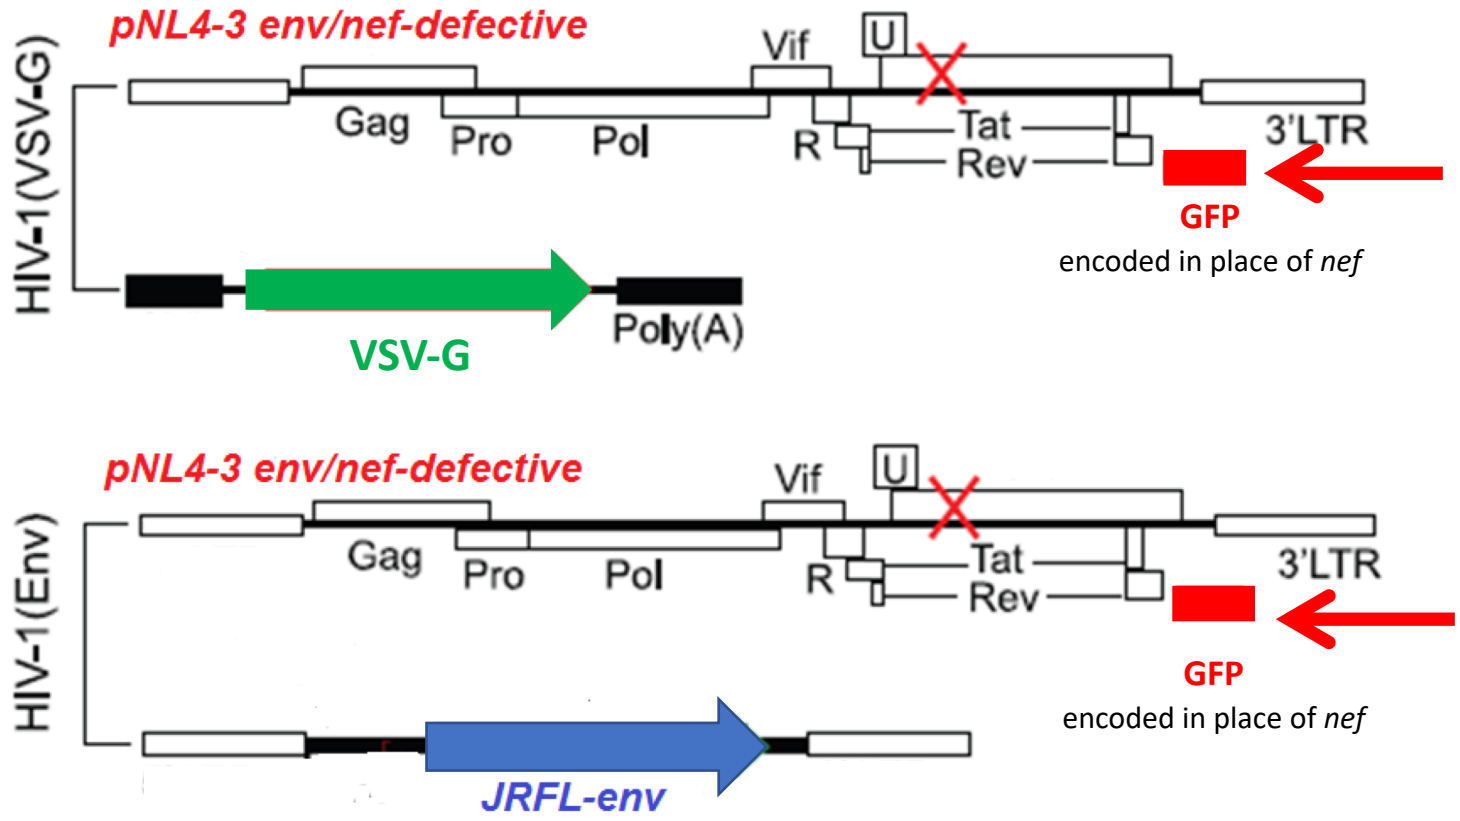 pNL4-3 env/nef-defective
HIV-1(VSV-G)
Vif
U
Gag
Pro
Pol
R
Tat
Rev
3'LTR
GFP
encoded in place of nef
VSV-G
Poly(A)
pNL4-3 env/nef-defective
HIV-1(Env)
Vif
U
Gag
Pro
Pol
R
Tat
Rev
3'LTR
GFP
encoded in place of nef
JRFL-env